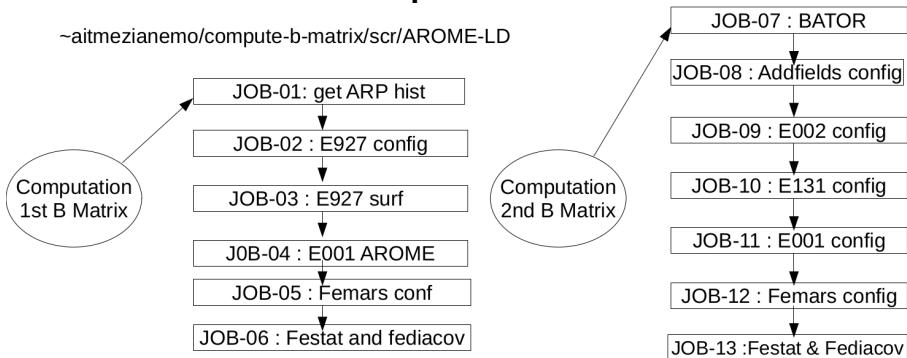 ~aitmezianemo/compute-b-matrix/scr/AROME-LD
Computation
1st B Matrix
JOB-01: get ARP hist
JOB-02 : E927 config
JOB-03 : E927 surf
J0B-04 : E001 AROME
JOB-05 : Femars conf
JOB-06 : Festat and fediacov
Computation
2nd B Matrix
JOB-07 : BATOR
JOB-08 : Addfields config
JOB-09 : E002 config
JOB-10 : E131 config
JOB-11 : E001 config
JOB-12 : Femars config
JOB-13 :Festat & Fediacov